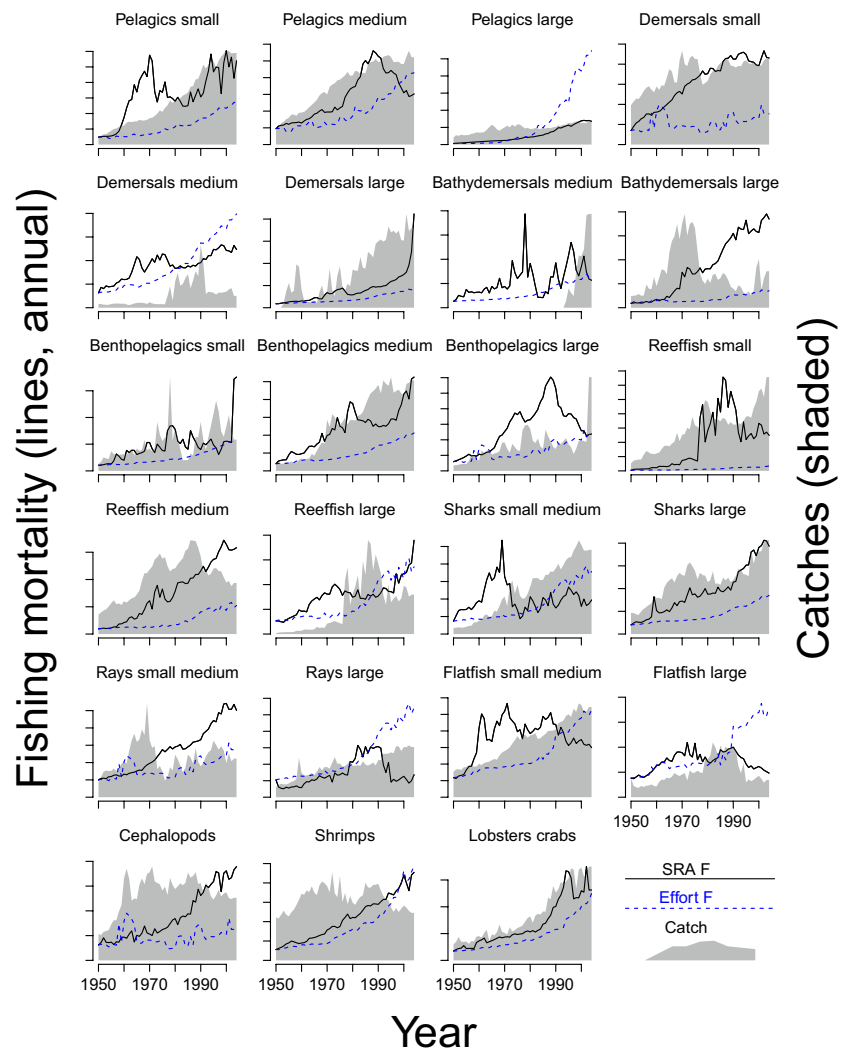 Pelagics small
Pelagics medium
Pelagics large
Demersals small
Demersals medium
Demersals large
Bathydemersals medium
Bathydemersals large
Benthopelagics small
Benthopelagics medium
Benthopelagics large
Reeffish small
Reeffish medium
Reeffish large
Sharks small medium
Sharks large
Rays small medium
Rays large
Flatfish small medium
Flatfish large
1950 1970 1990
Cephalopods
Shrimps
Lobsters crabs
SRA F
Effort F
Catch
1950 1970 1990
1950 1970 1990
1950 1970 1990
Year
Fishing mortality (lines, annual)
Catches (shaded)